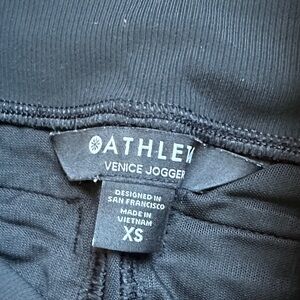 ATHLET
VENICE JOGGER
DESIGNED IN
SAN FRANCISCO
MADE IN
VIETNAM
XS